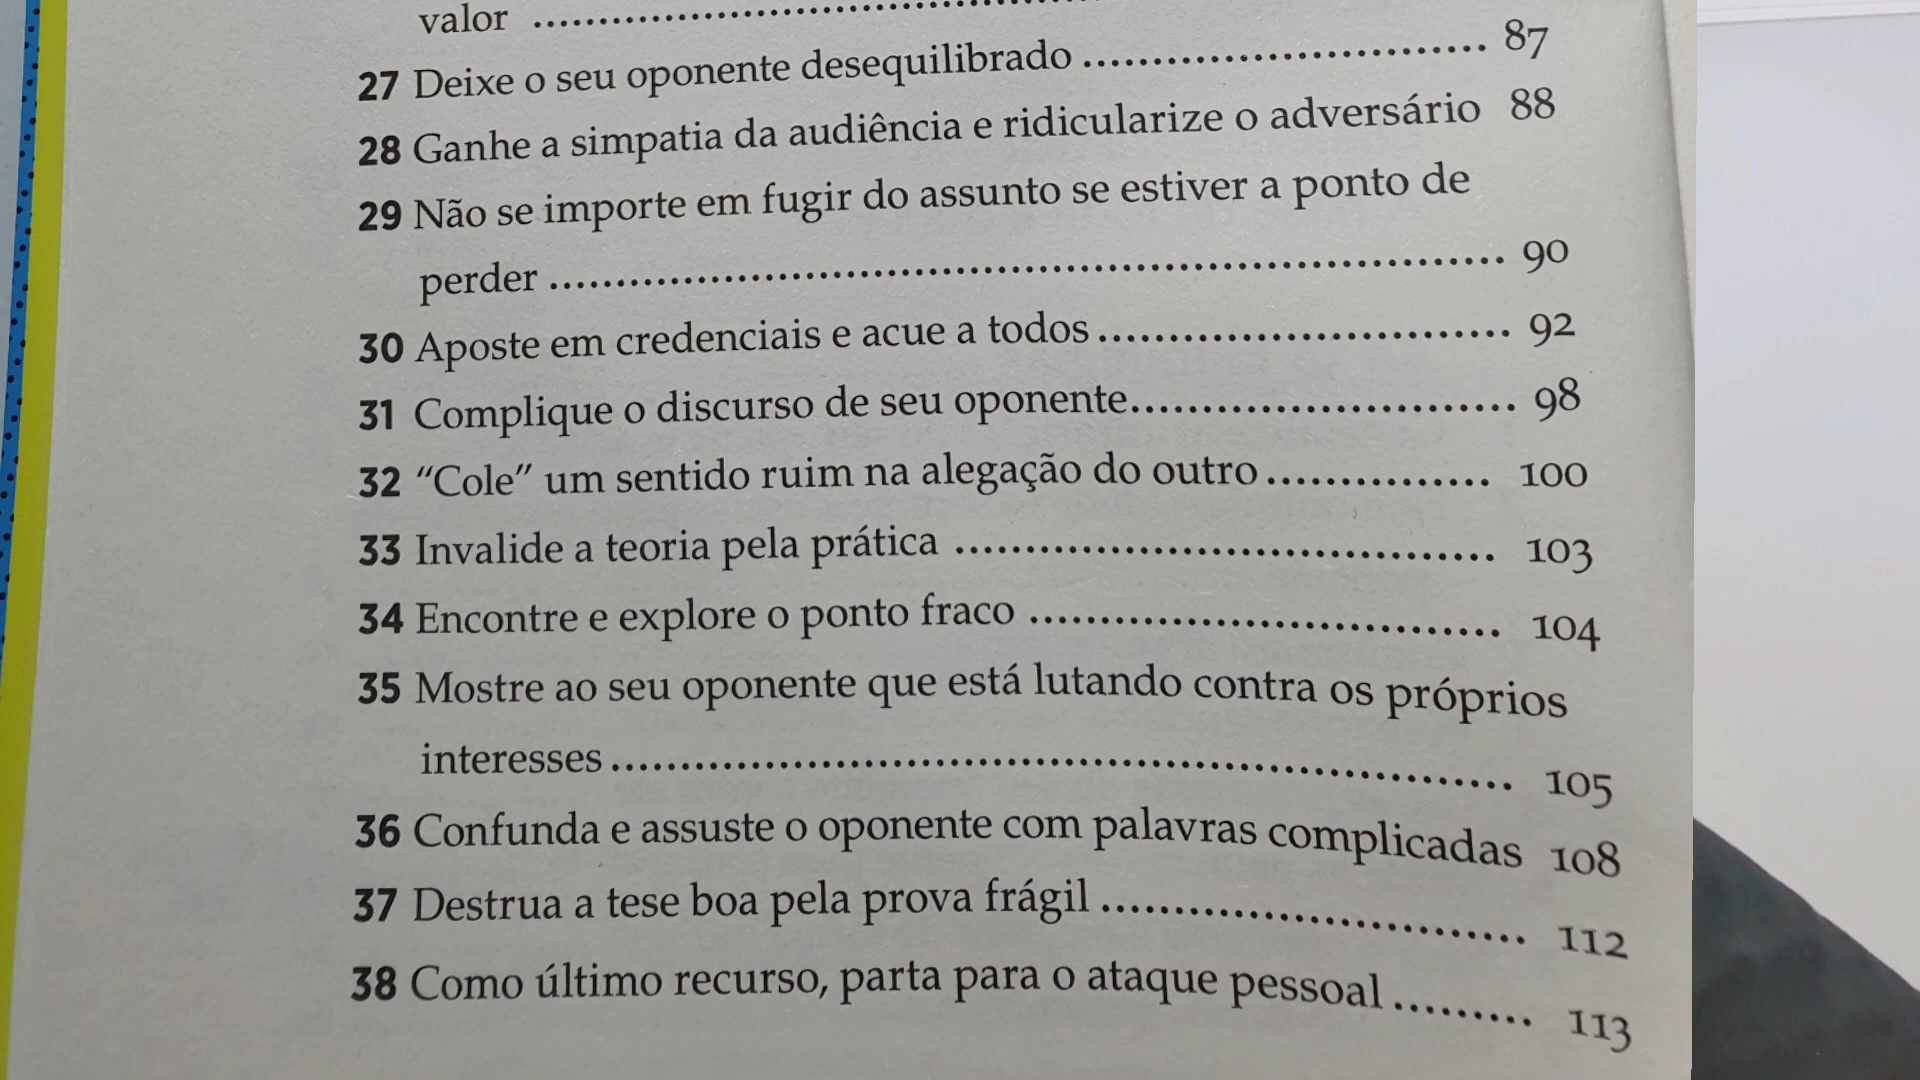 valor ........................................
27 Deixe o seu oponente desequilibrado .............................. 87
28 Ganhe a simpatia da audiência e ridicularize o adversário 88
29 Não se importe em fugir do assunto se estiver a ponto de
perder ...................................................................... 90
30 Aposte em credenciais e acue a todos .............................. 92
31 Complique o discurso de seu oponente........................... 98
32 “Cole” um sentido ruim na alegação do outro ................ 100
33 Invalide a teoria pela prática ...................................... 103
34 Encontre e explore o ponto fraco ................................. 104
35 Mostre ao seu oponente que está lutando contra os próprios
interesses ................................................................ 105
36 Confunda e assuste o oponente com palavras complicadas 108
37 Destrua a tese boa pela prova frágil .............................. 112
38 Como último recurso, parta para o ataque pessoal .......... 113